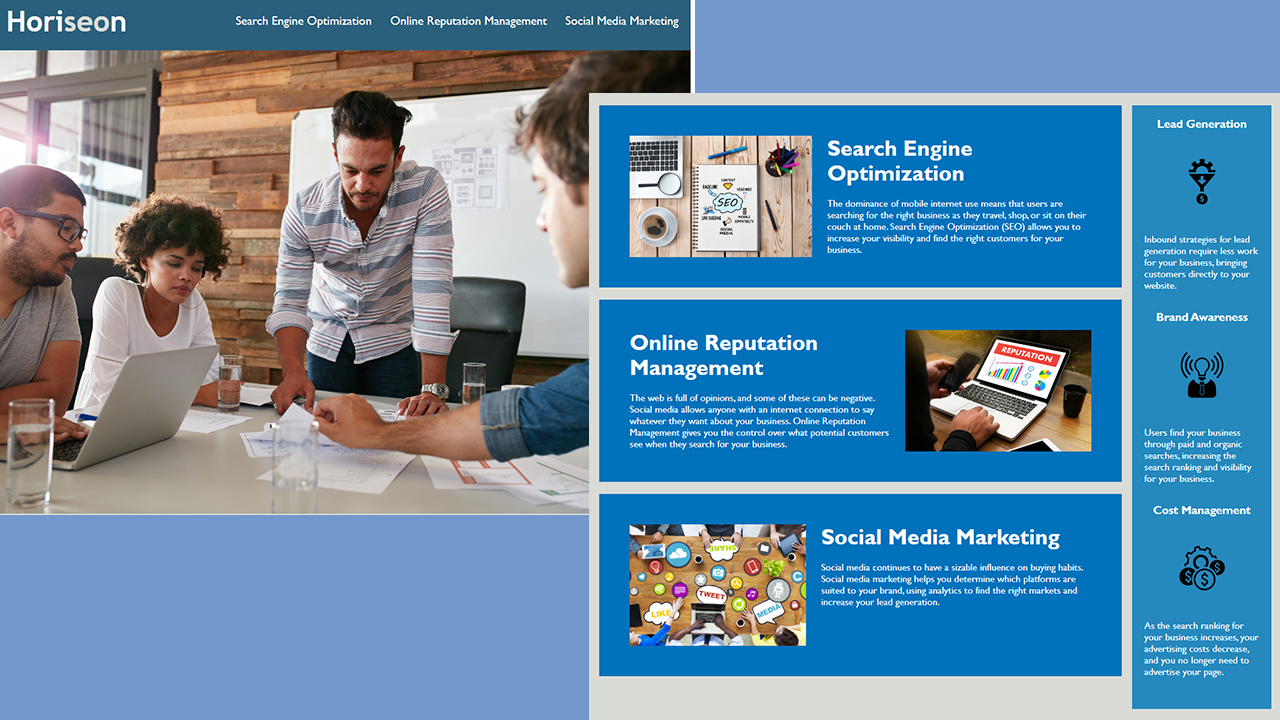 Horiseon
Search Engine Optimization
Online Reputation Management
Social Media Marketing
CONTENT
BACKLINK
SEO
SOCIAL
MEDIA
Search Engine
Optimization
The dominance of mobile internet use means that users are
searching for the right business as they travel, shop, or sit on their
couch at home. Search Engine Optimization (SEO) allows you to
increase your visibility and find the right customers for your
business.
Online Reputation
Management
The web is full of opinions, and some of these can be negative.
Social media allows anyone with an internet connection to say
whatever they want about your business. Online Reputation
Management gives you the control over what potential customers
see when they search for your business.
REPUTATION
SHARE
TWEET
LIKE
MEDIA
Social Media Marketing
Social media continues to have a sizable influence on buying habits.
Social media marketing helps you determine which platforms are
suited to your brand, using analytics to find the right markets and
increase your lead generation.
Lead Generation
$
Inbound strategies for lead
generation require less work
for your business, bringing
customers directly to your
website.
Brand Awareness
Users find your business
through paid and organic
searches, increasing the
search ranking and visibility
for your business.
Cost Management
$ $ $
As the search ranking for
your business increases, your
advertising costs decrease,
and you no longer need to
advertise your page.